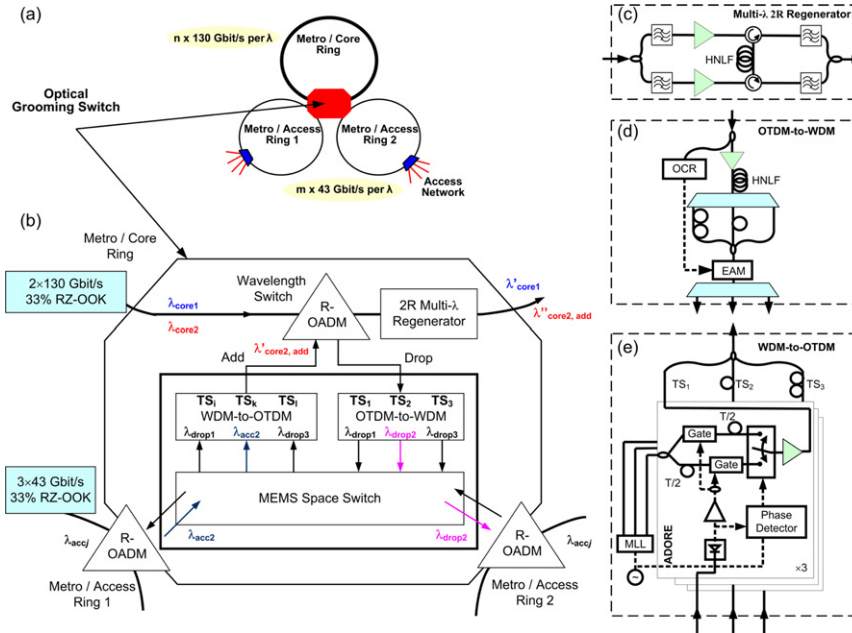 (a)
n x 130 Gbit/s per λ
Metro / Core
Ring
Optical
Grooming Switch
Metro / Access
Ring 1
Metro / Access
Ring 2
Access
Network
m x 43 Gbit/s per λ
(b)
Metro / Core
Ring
2×130 Gbit/s
33% RZ-OOK
λcore1
λcore2
Wavelength
Switch
R-
OADM
2R Multi-λ
Regenerator
λ'core1
λ''core2, add
λ'core2, add
Add
Drop
TSi TSk TSl
WDM-to-OTDM
λdrop1 λacc2 λdrop3
TS1 TS2 TS3
OTDM-to-WDM
λdrop1 λdrop2 λdrop3
MEMS Space Switch
λacc2
λdrop2
3×43 Gbit/s
33% RZ-OOK
λaccj
R-
OADM
Metro / Access
Ring 1
R-
OADM
λaccj
Metro / Access
Ring 2
(c)
Multi-λ 2R Regenerator
HNLF
(d)
OTDM-to-WDM
OCR
HNLF
EAM
(e)
WDM-to-OTDM
TS1
TS2
TS3
T/2
Gate
Gate
T/2
Phase
Detector
MLL
ADORE
×3
~